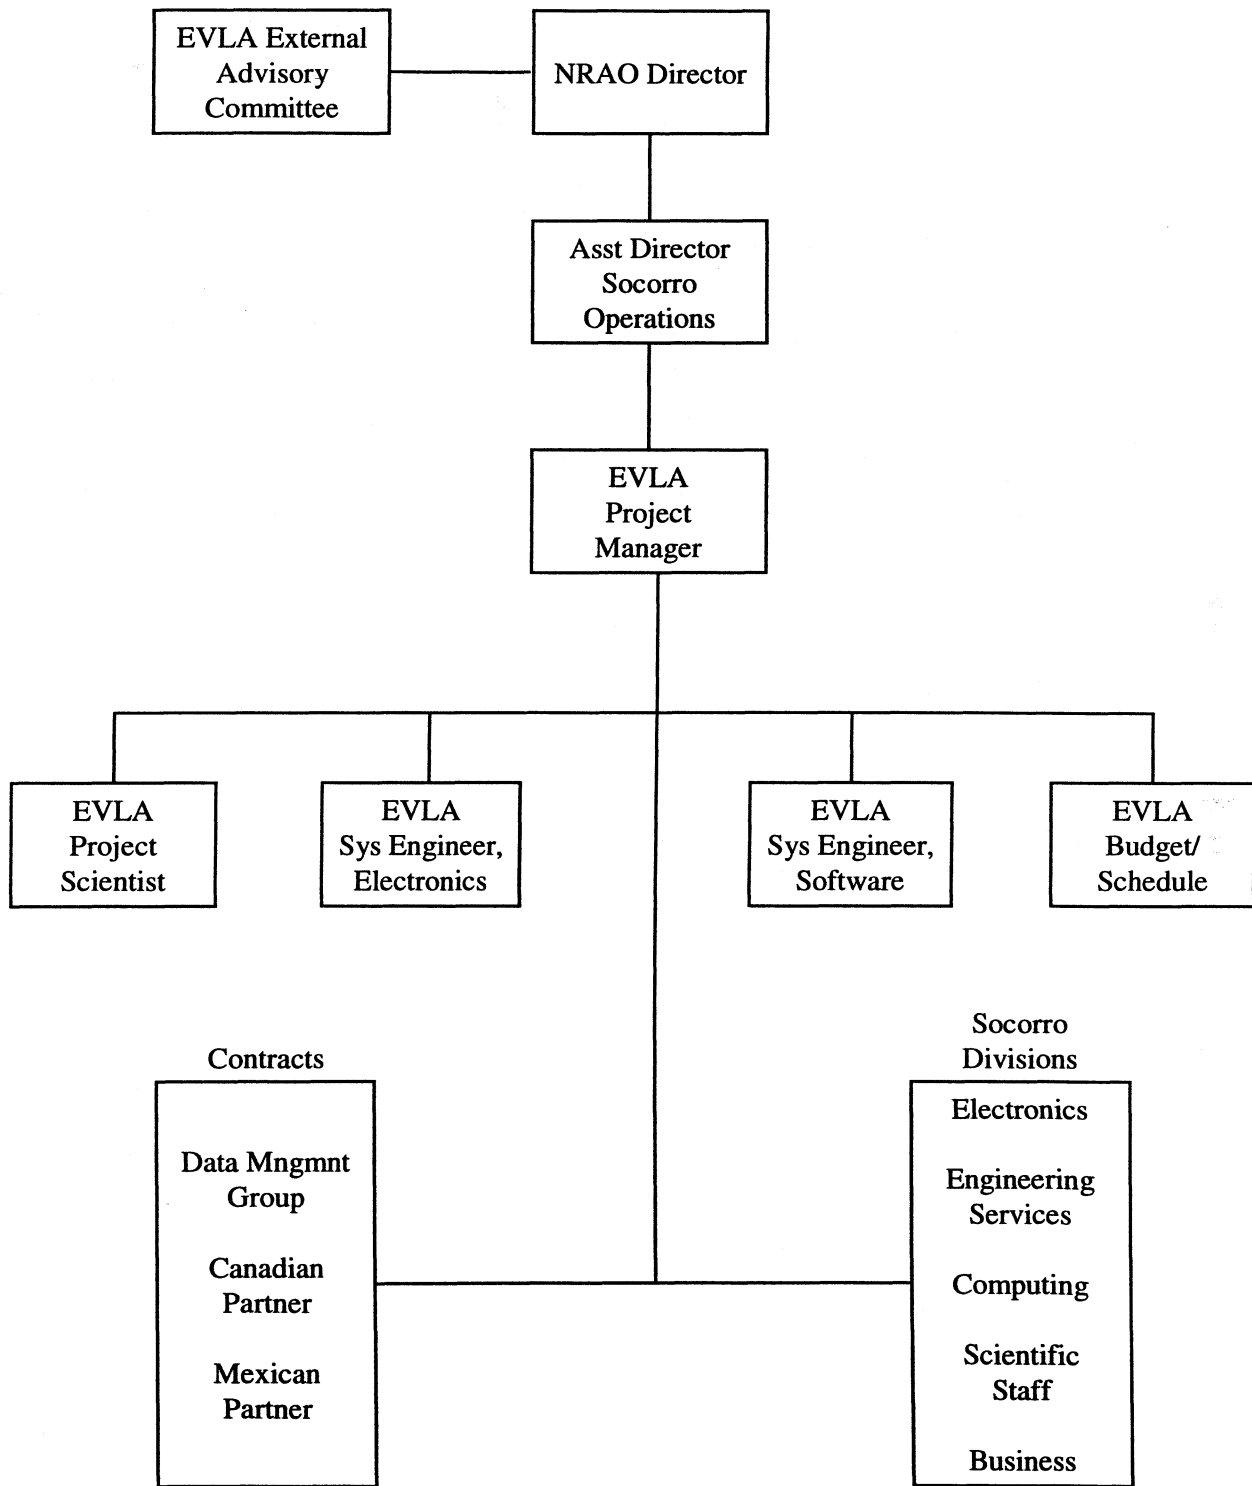 EVLA External
Advisory
Committee
NRAO Director
Asst Director
Socorro
Operations
EVLA
Project
Manager
EVLA
Project
Scientist
EVLA
Sys Engineer,
Electronics
EVLA
Sys Engineer,
Software
EVLA
Budget/
Schedule
Contracts
Data Mngmnt
Group
Canadian
Partner
Mexican
Partner
Socorro
Divisions
Electronics
Engineering
Services
Computing
Scientific
Staff
Business